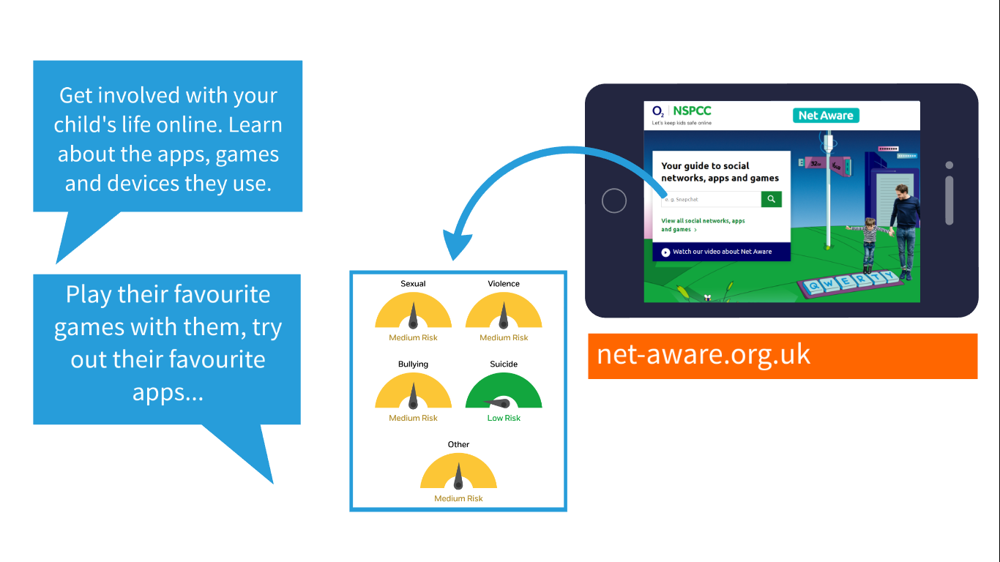 Get involved with your
child's life online. Learn
about the apps, games
and devices they use.
Play their favourite
games with them, try
out their favourite
apps...
Sexual
Violence
Medium Risk
Medium Risk
Bullying
Suicide
Medium Risk
Low Risk
Other
Medium Risk
O2 NSPCC
Let's keep kids safe online
Net Aware
Your guide to social
networks, apps and games
e.g. Snapchat
View all social networks, apps
and games ›
Watch our video about Net Aware
32GB
16GB
QWERTY
net-aware.org.uk